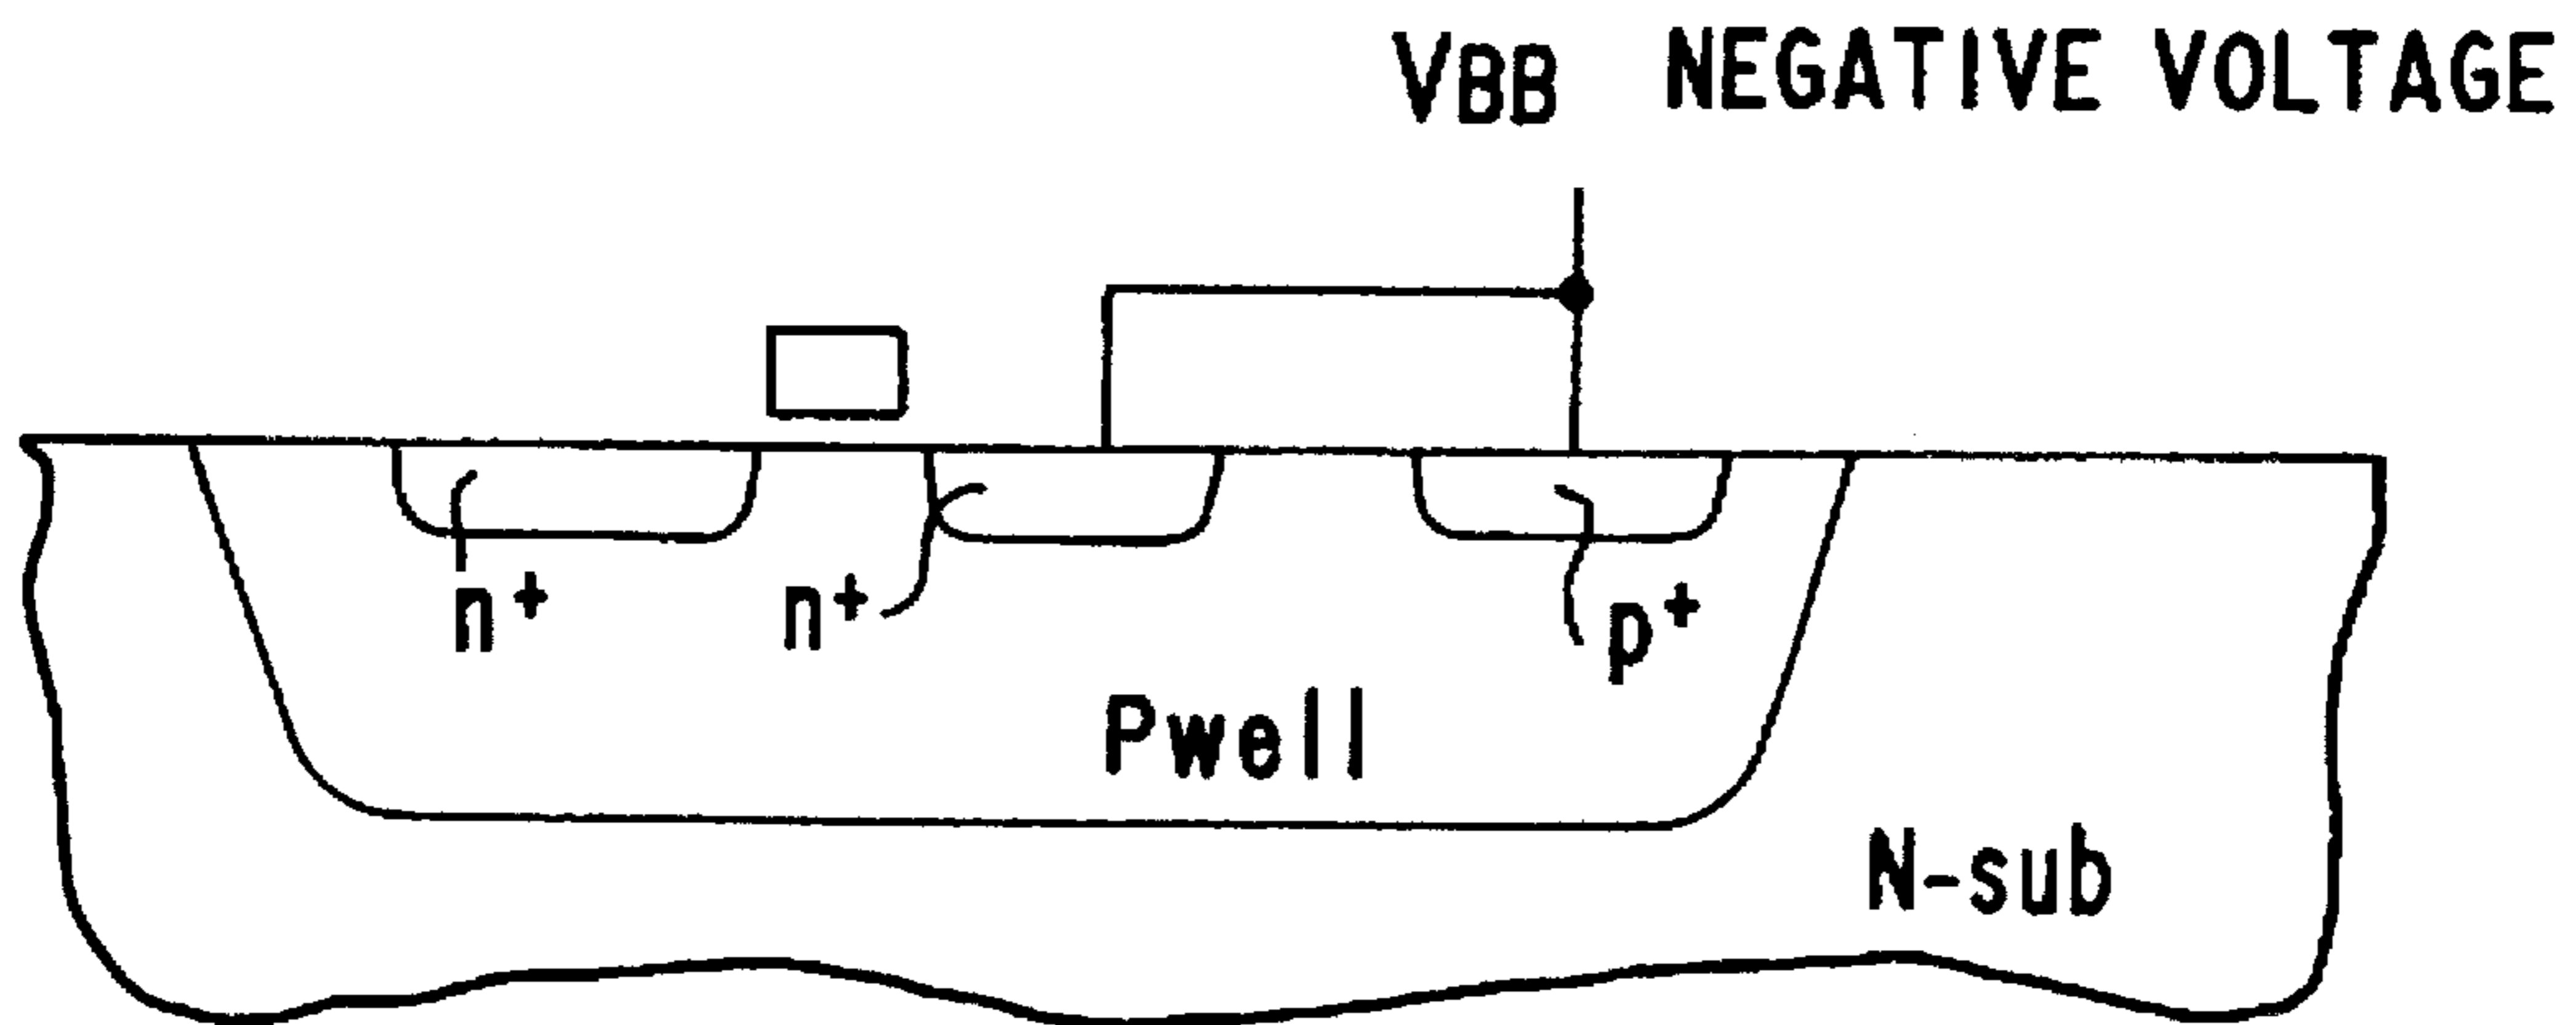 VBB NEGATIVE VOLTAGE
n+ n+ p+
Pwell
N-sub